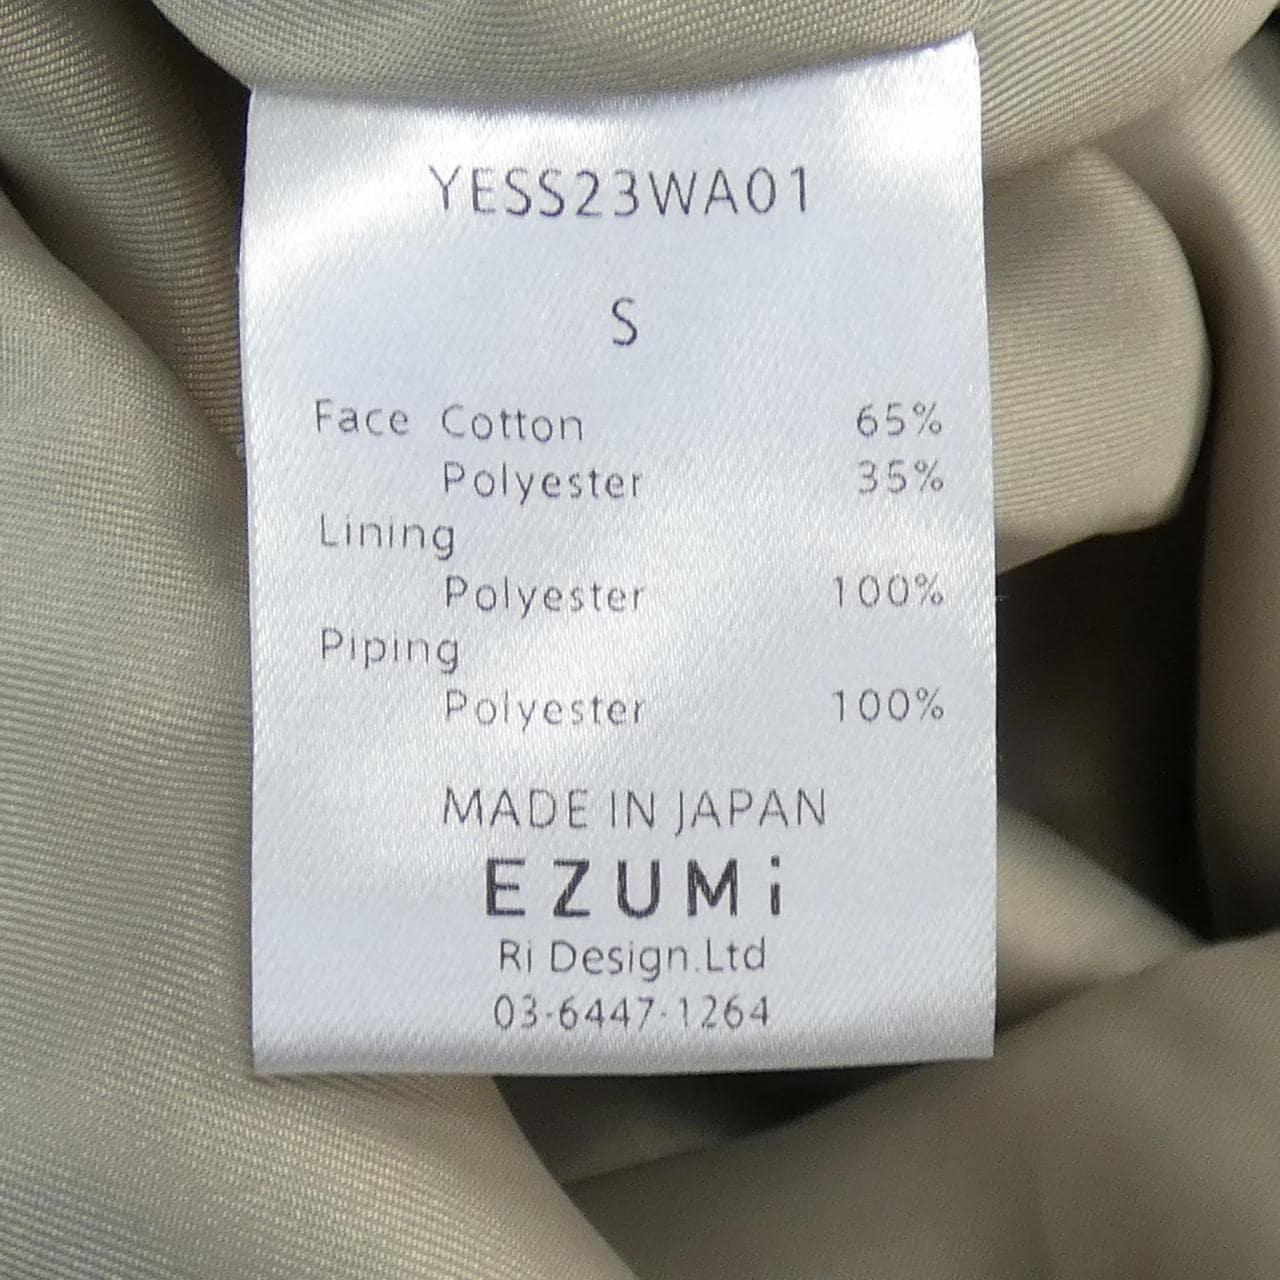 YESS23WA01
S
Face Cotton 65%
Polyester 35%
Lining
Polyester 100%
Piping
Polyester 100%
MADE IN JAPAN
EZUMi
Ri Design.Ltd
03-6447-1264